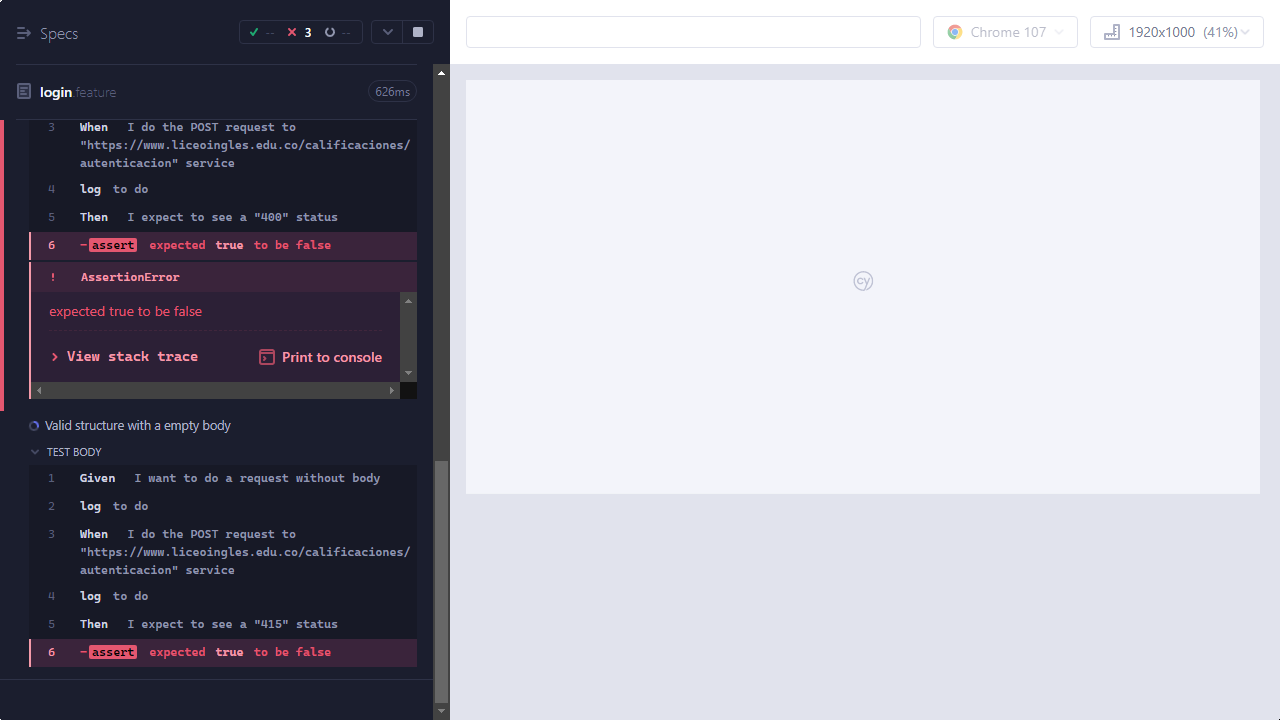 Specs
-- 3 --
Chrome 107
1920x1000 (41%)
login.feature
626ms
3 When I do the POST request to
"https://www.liceoingles.edu.co/calificaciones/
autenticacion" service
4 log to do
5 Then I expect to see a "400" status
6 -assert expected true to be false
! AssertionError
expected true to be false
View stack trace
Print to console
Valid structure with a empty body
TEST BODY
1 Given I want to do a request without body
2 log to do
3 When I do the POST request to
"https://www.liceoingles.edu.co/calificaciones/
autenticacion" service
4 log to do
5 Then I expect to see a "415" status
6 -assert expected true to be false
cy